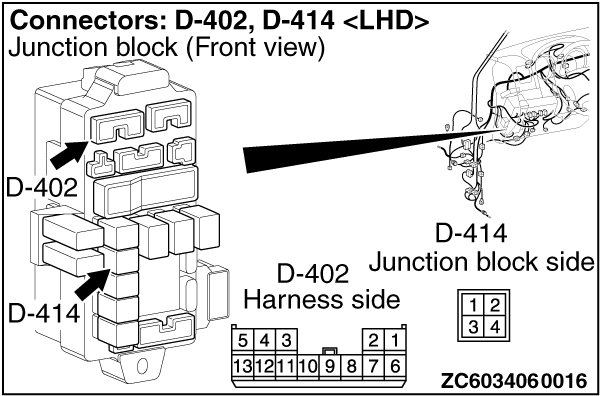 Connectors: D-402, D-414 <LHD>
Junction block (Front view)
D-402
D-414
D-414
Junction block side
1 2
3 4
D-402
Harness side
5 4 3 2 1
13 12 11 10 9 8 7 6
ZC6034060016